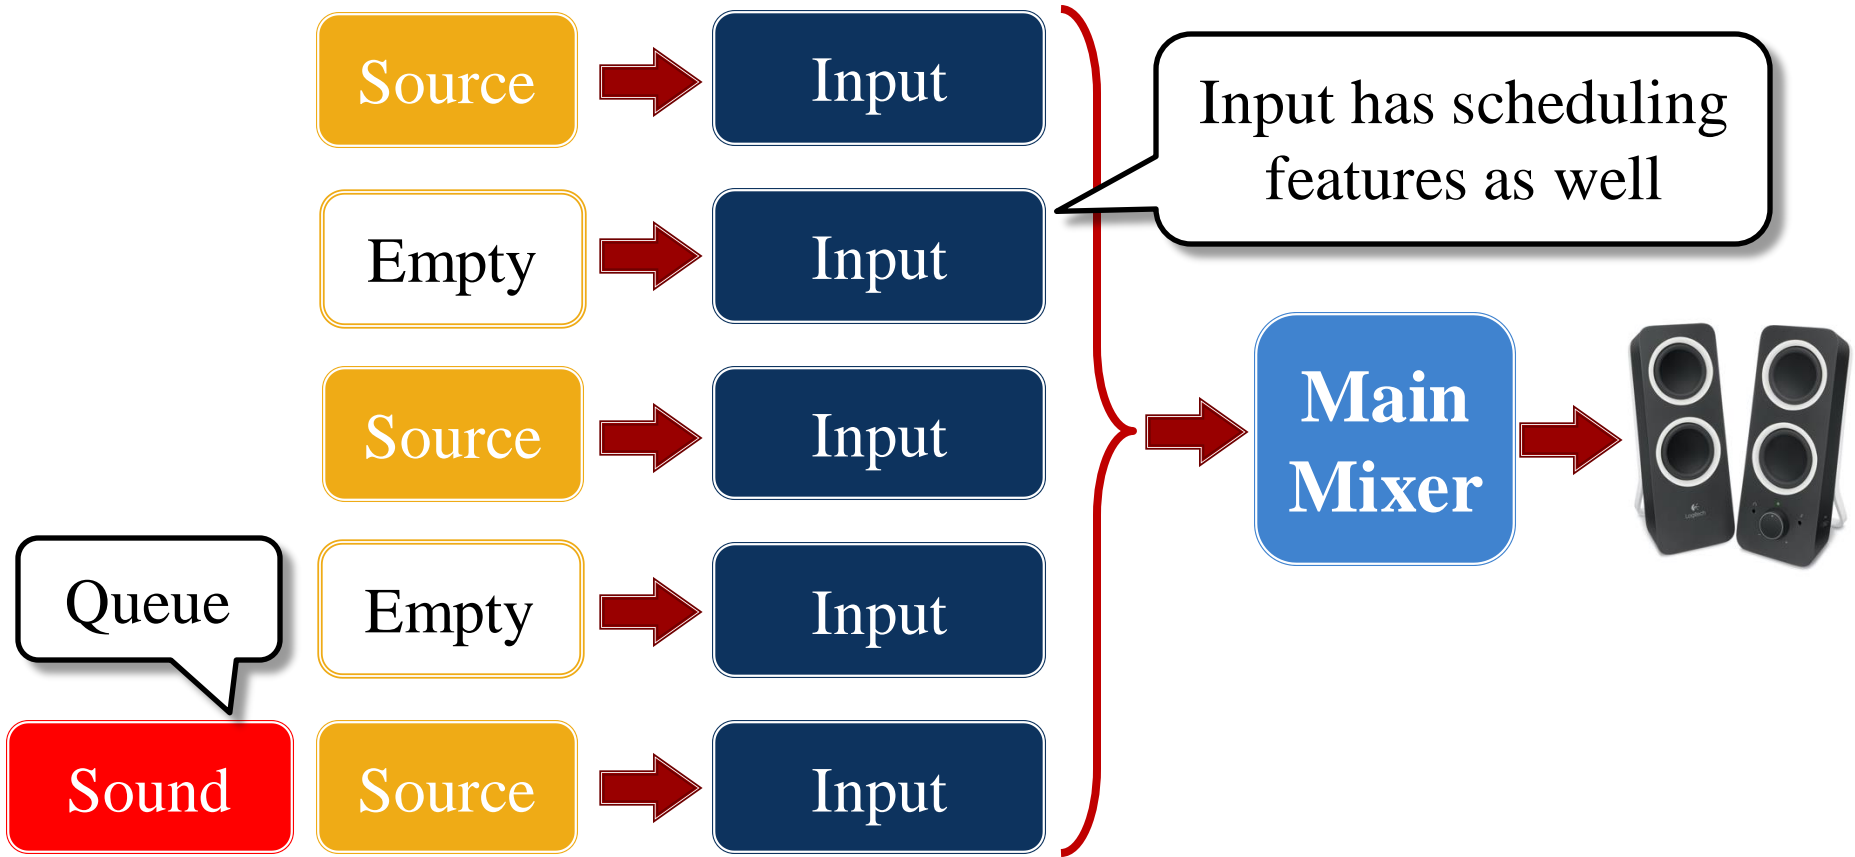 Source
Input
Input has scheduling
features as well
Empty
Input
Source
Input
Main
Mixer
Logitech
Queue
Empty
Input
Sound
Source
Input